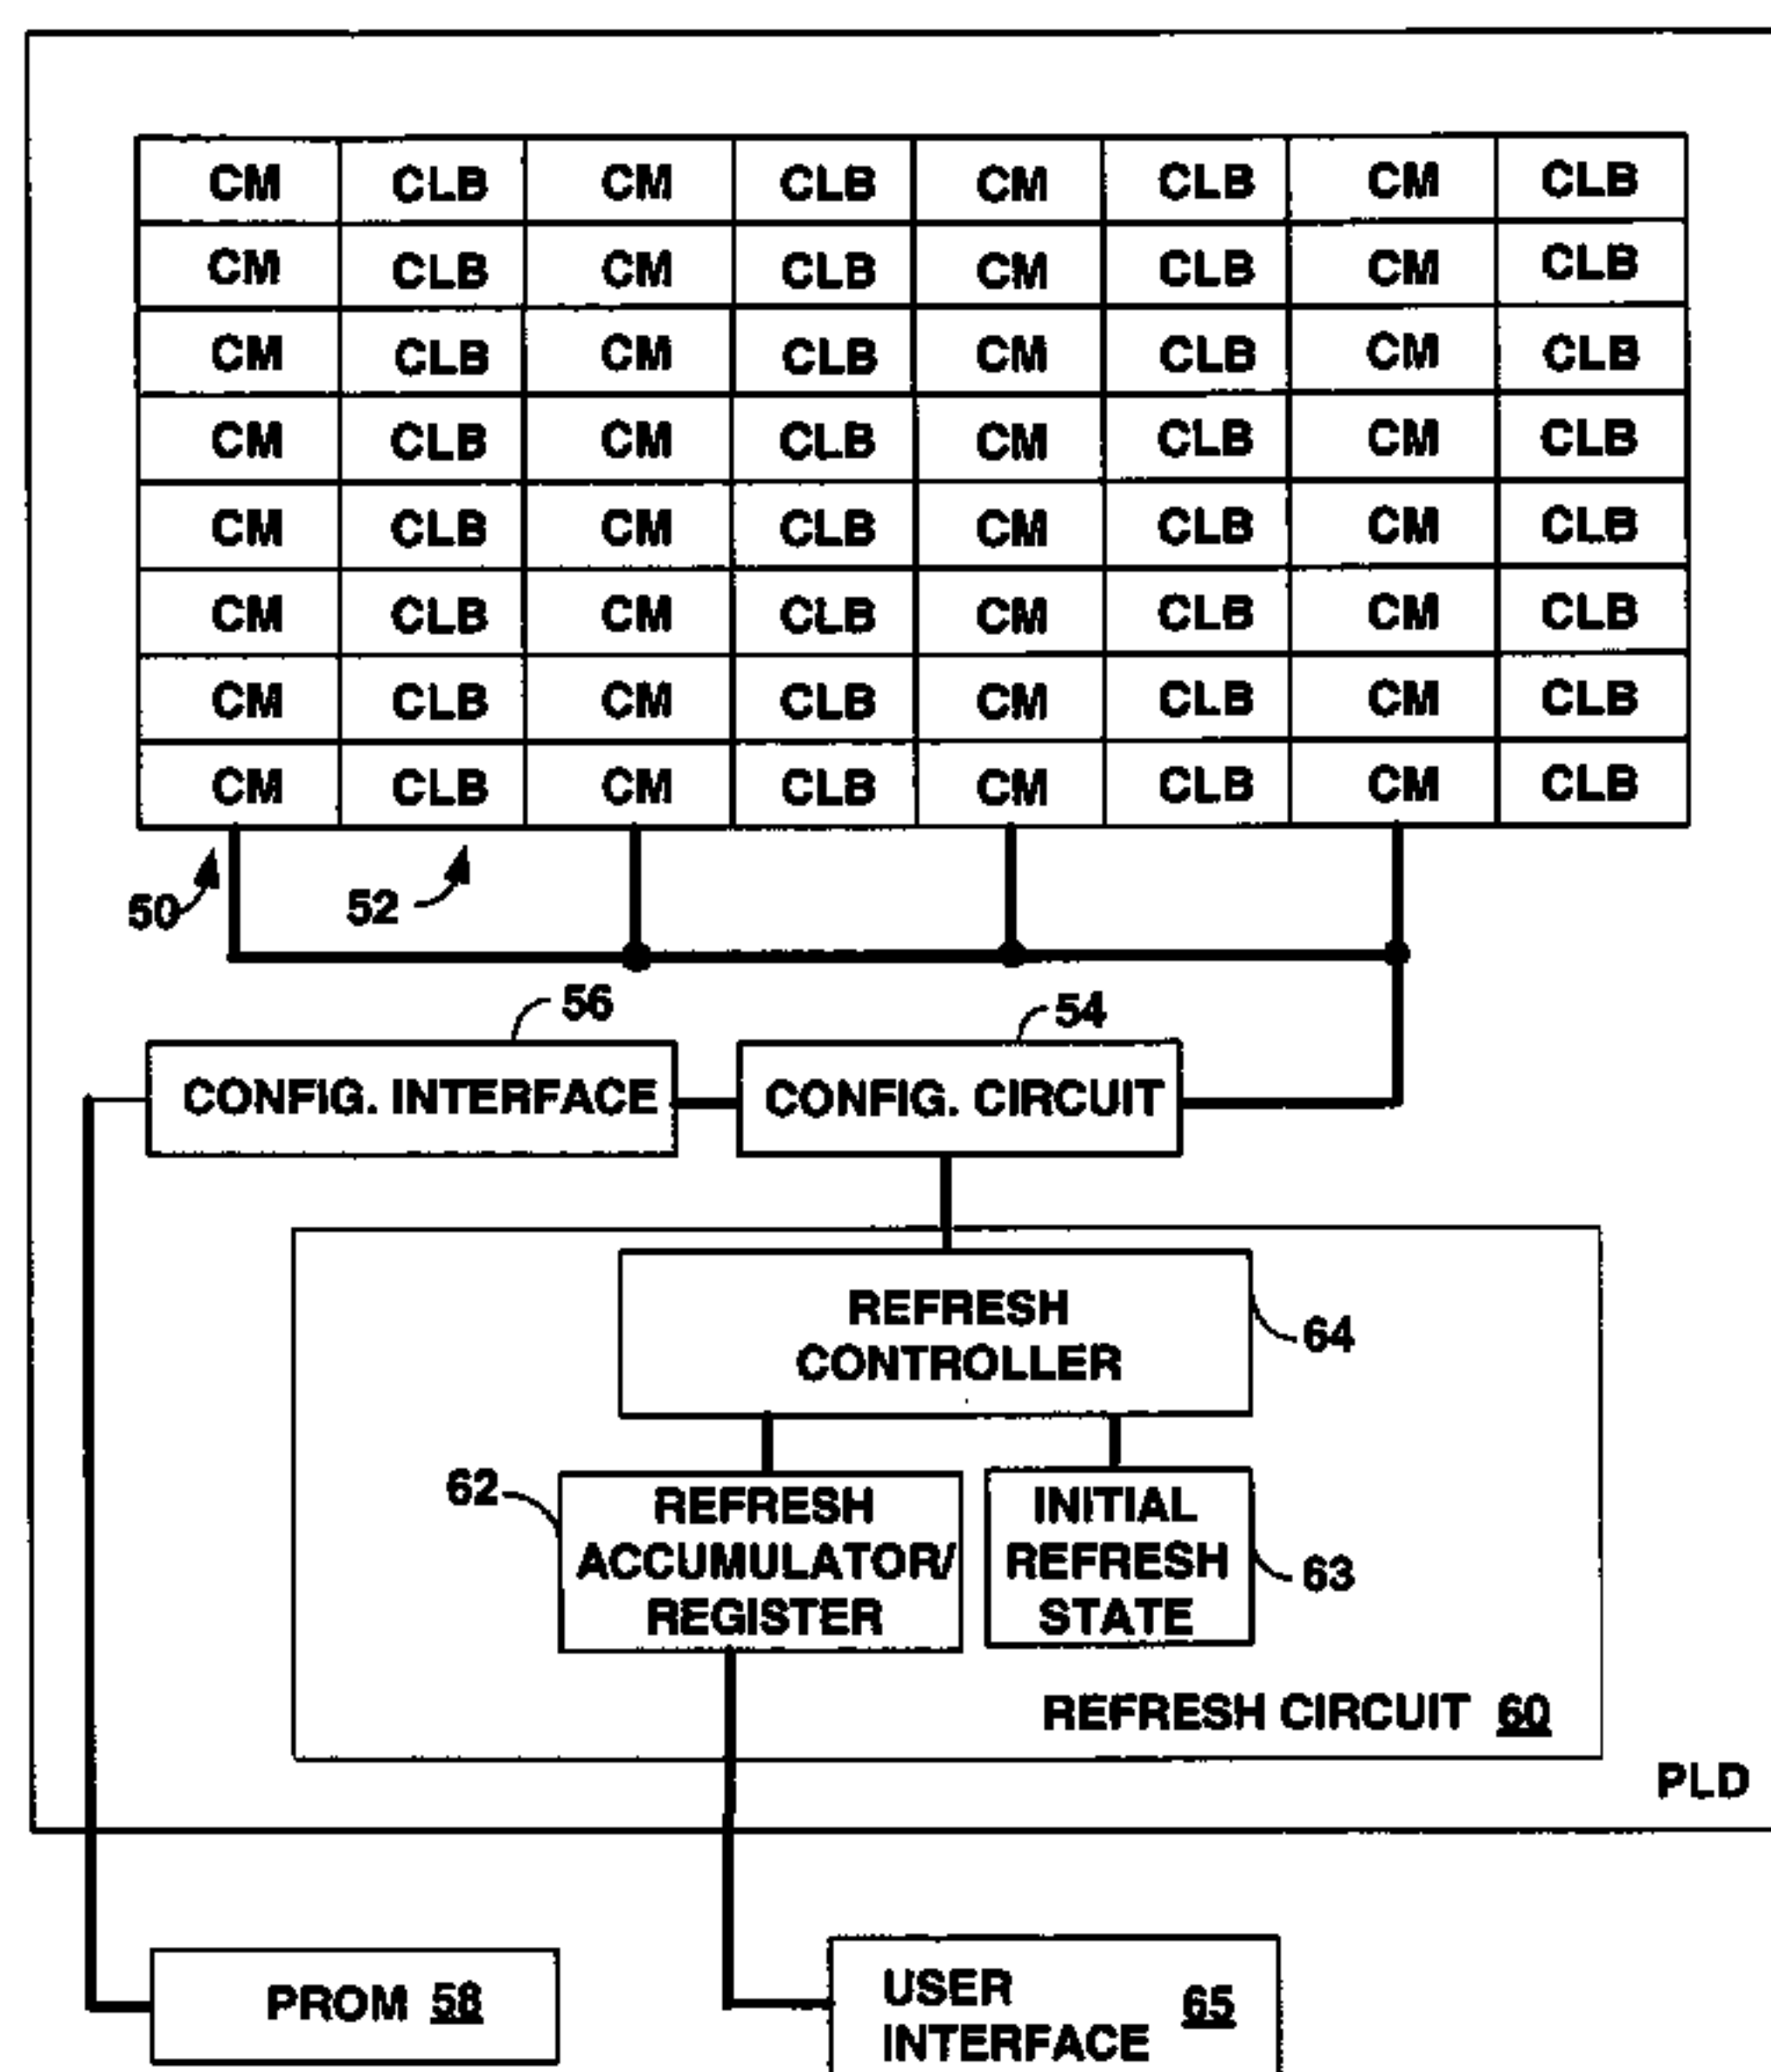 CM CLB CM CLB CM CLB CM CLB
CM CLB CM CLB CM CLB CM CLB
CM CLB CM CLB CM CLB CM CLB
CM CLB CM CLB CM CLB CM CLB
CM CLB CM CLB CM CLB CM CLB
CM CLB CM CLB CM CLB CM CLB
CM CLB CM CLB CM CLB CM CLB
CM CLB CM CLB CM CLB CM CLB
50
52
56
54
CONFIG. INTERFACE
CONFIG. CIRCUIT
REFRESH
CONTROLLER
64
62
REFRESH
ACCUMULATOR/
REGISTER
INITIAL
REFRESH
STATE
63
REFRESH CIRCUIT 60
PLD
PROM 58
USER
INTERFACE
65